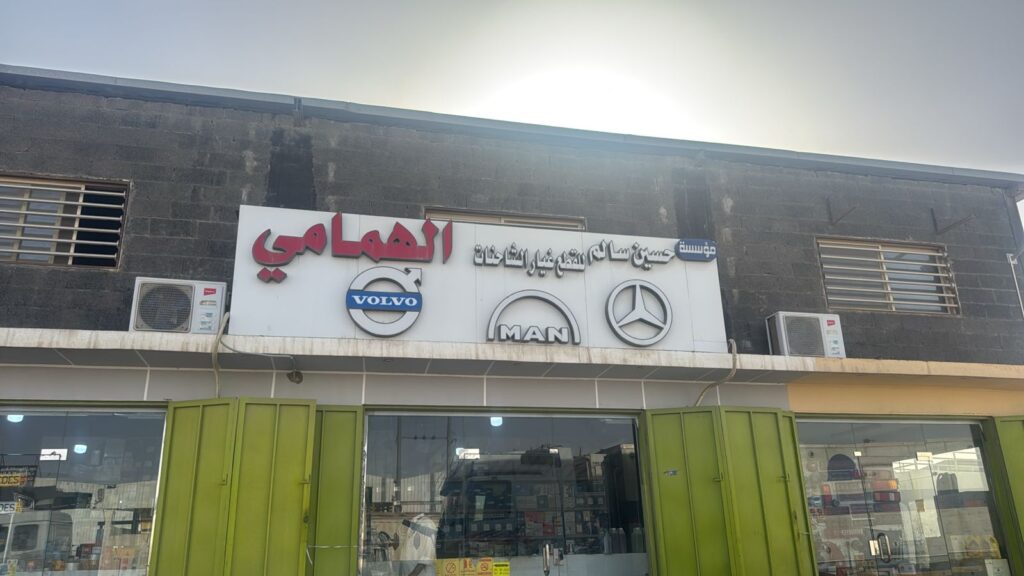 مؤسسة
حسين سالم
لقطع غيار الشاحنات
الهمامي
VOLVO
MAN